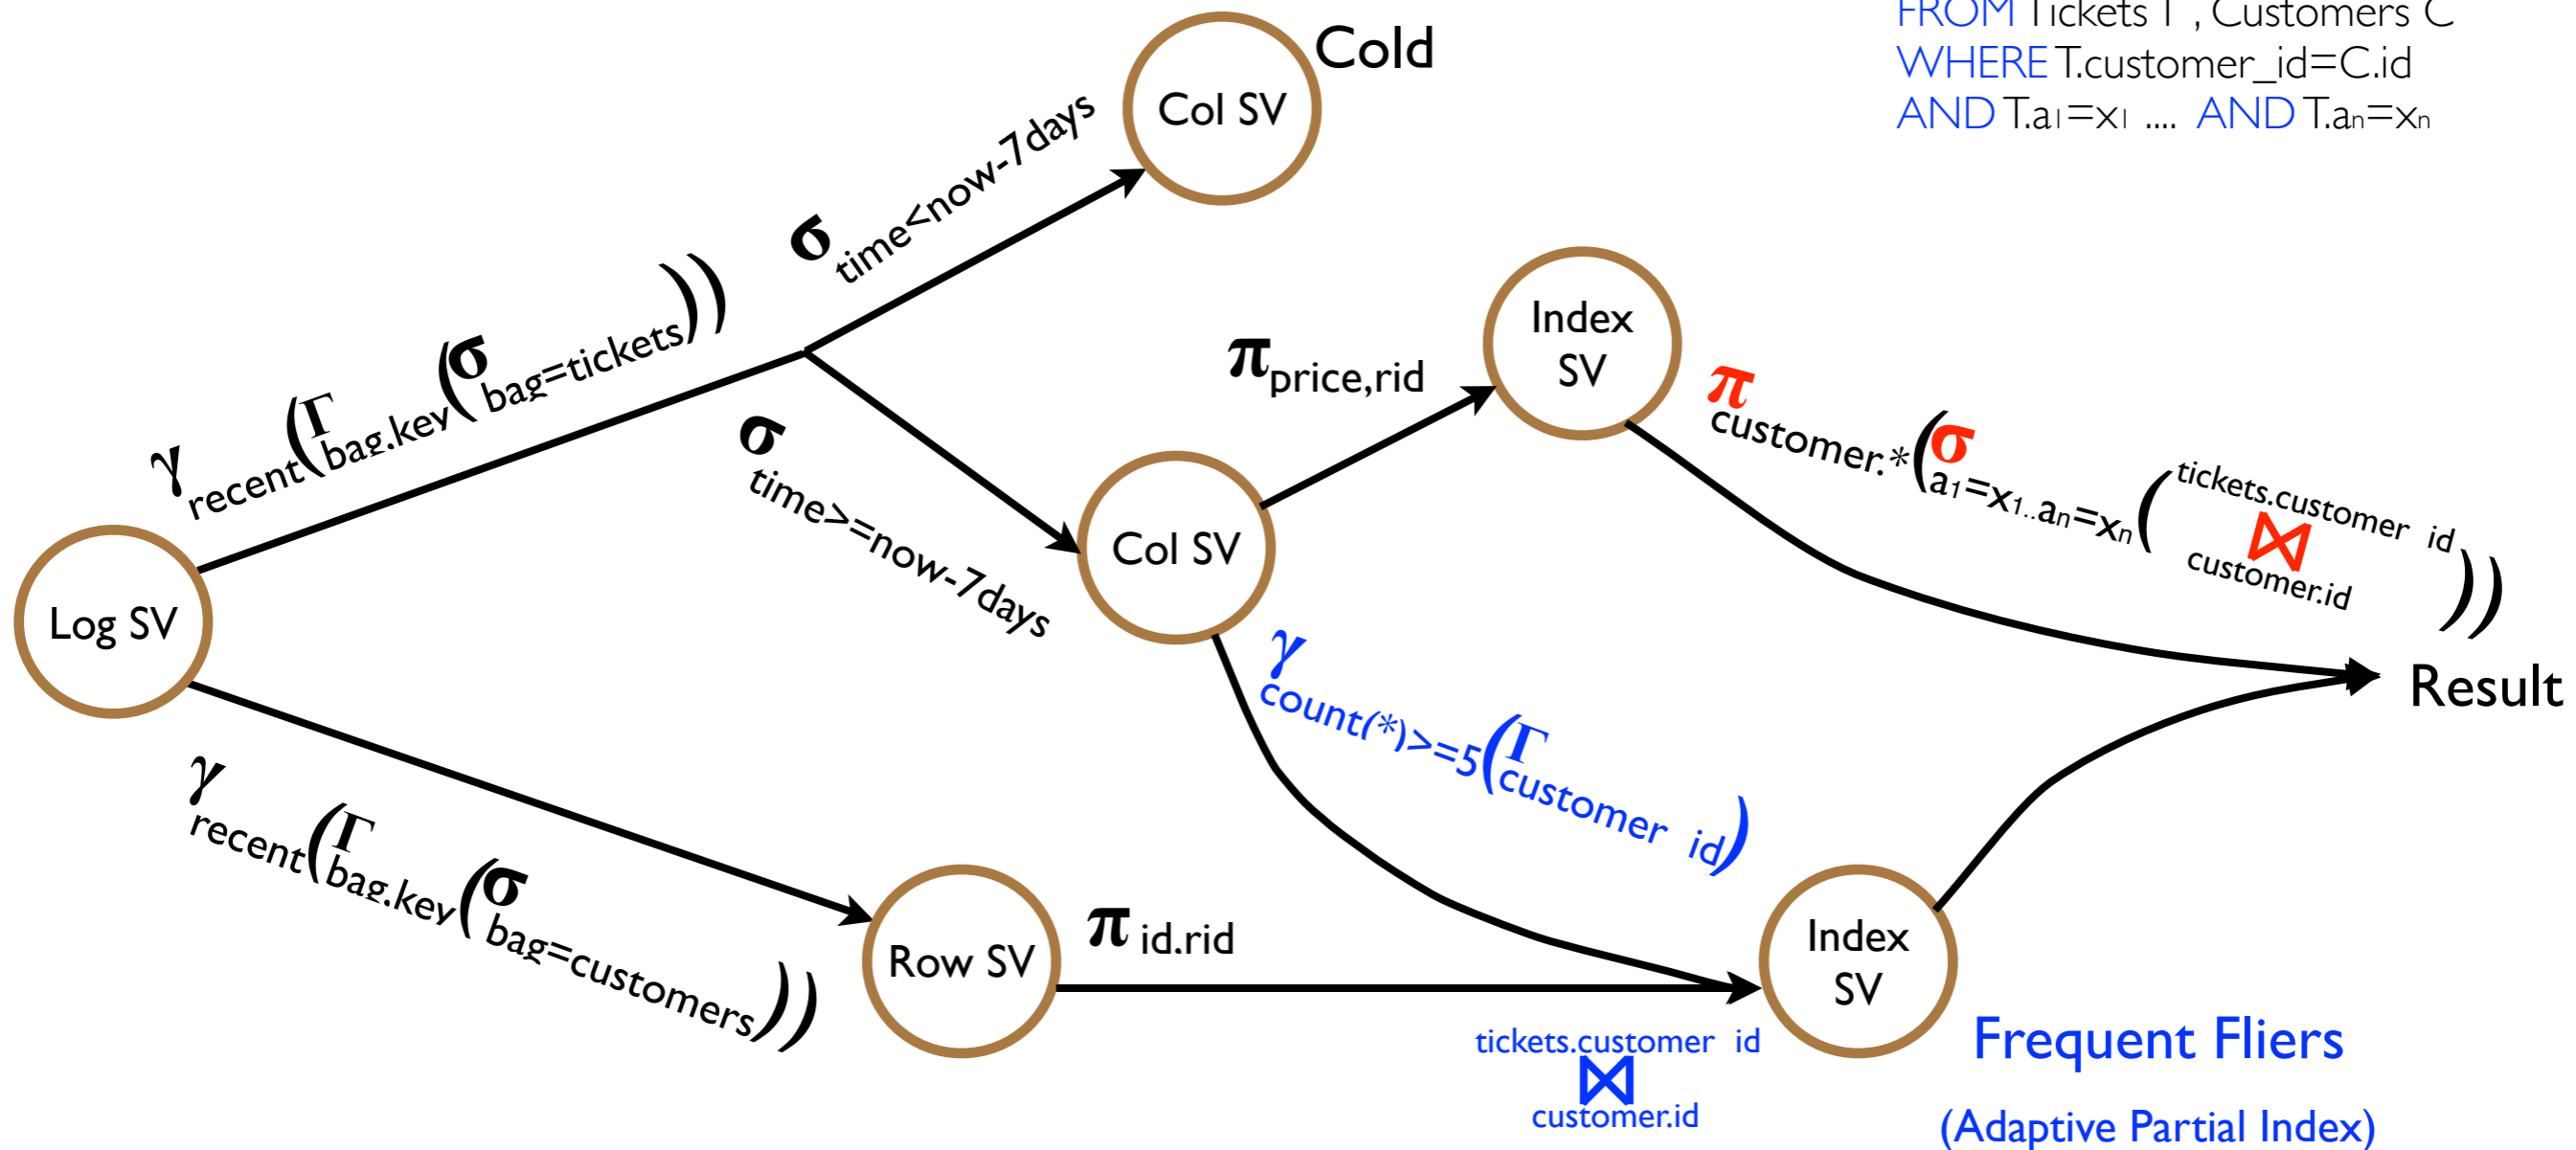 FROM Tickets T , Customers C
WHERE T.customer_id=C.id
AND T.a1=x1 .... AND T.an=xn
Cold
Col SV
σ time<now-7days
γ recent(Γ bag.key(σ bag=tickets))
Index
SV
π price,rid
π customer.*(σ a1=x1..an=xn(tickets.customer id ⋈ customer.id))
σ time>=now-7days
Col SV
Log SV
Result
γ count(*)>=5(Γ customer id)
γ recent(Γ bag.key(σ bag=customers))
Row SV
π id.rid
Index
SV
tickets.customer id
⋈
customer.id
Frequent Fliers
(Adaptive Partial Index)